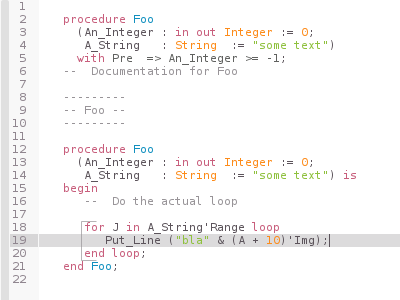 1
2 procedure Foo
3 (An_Integer : in out Integer := 0;
4 A_String : String := "some text")
5 with Pre => An_Integer >= -1;
6 -- Documentation for Foo
7
8 ---------
9 -- Foo --
10 ---------
11
12 procedure Foo
13 (An_Integer : in out Integer := 0;
14 A_String : String := "some text") is
15 begin
16 -- Do the actual loop
17
18 for J in A_String'Range loop
19 Put_Line ("bla" & (A + 10)'Img);
20 end loop;
21 end Foo;
22